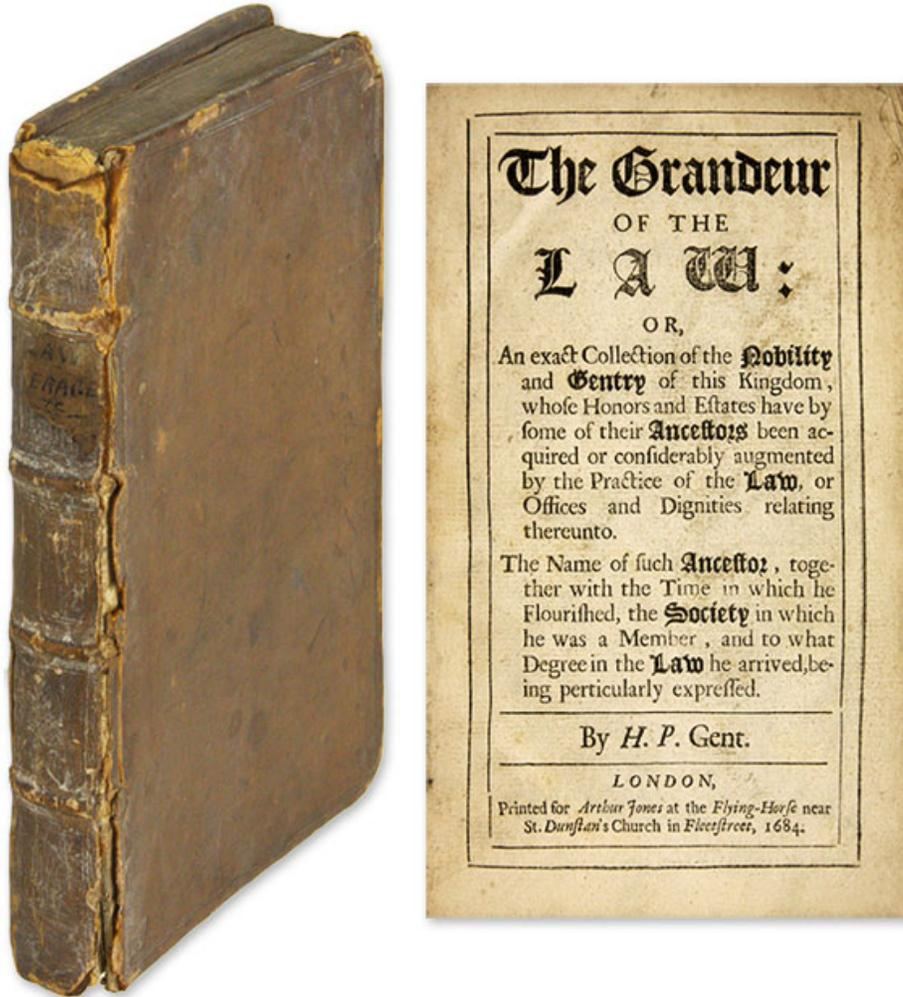 The Grandeur
OF THE
LAW:
OR,
An exact Collection of the Nobility
and Gentry of this Kingdom,
whoſe Honors and Eſtates have by
ſome of their Anceſtors been ac-
quired or conſiderably augmented
by the Practice of the Law, or
Offices and Dignities relating
thereunto.
The Name of ſuch Anceſtor, toge-
ther with the Time in which he
Flouriſhed, the Society in which
he was a Member, and to what
Degree in the Law he arrived, be-
ing perticularly expreſſed.
By H. P. Gent.
LONDON,
Printed for Arthur Jones at the Flying-Horſe near
St. Dunſtan's Church in Fleetſtreet, 1684.